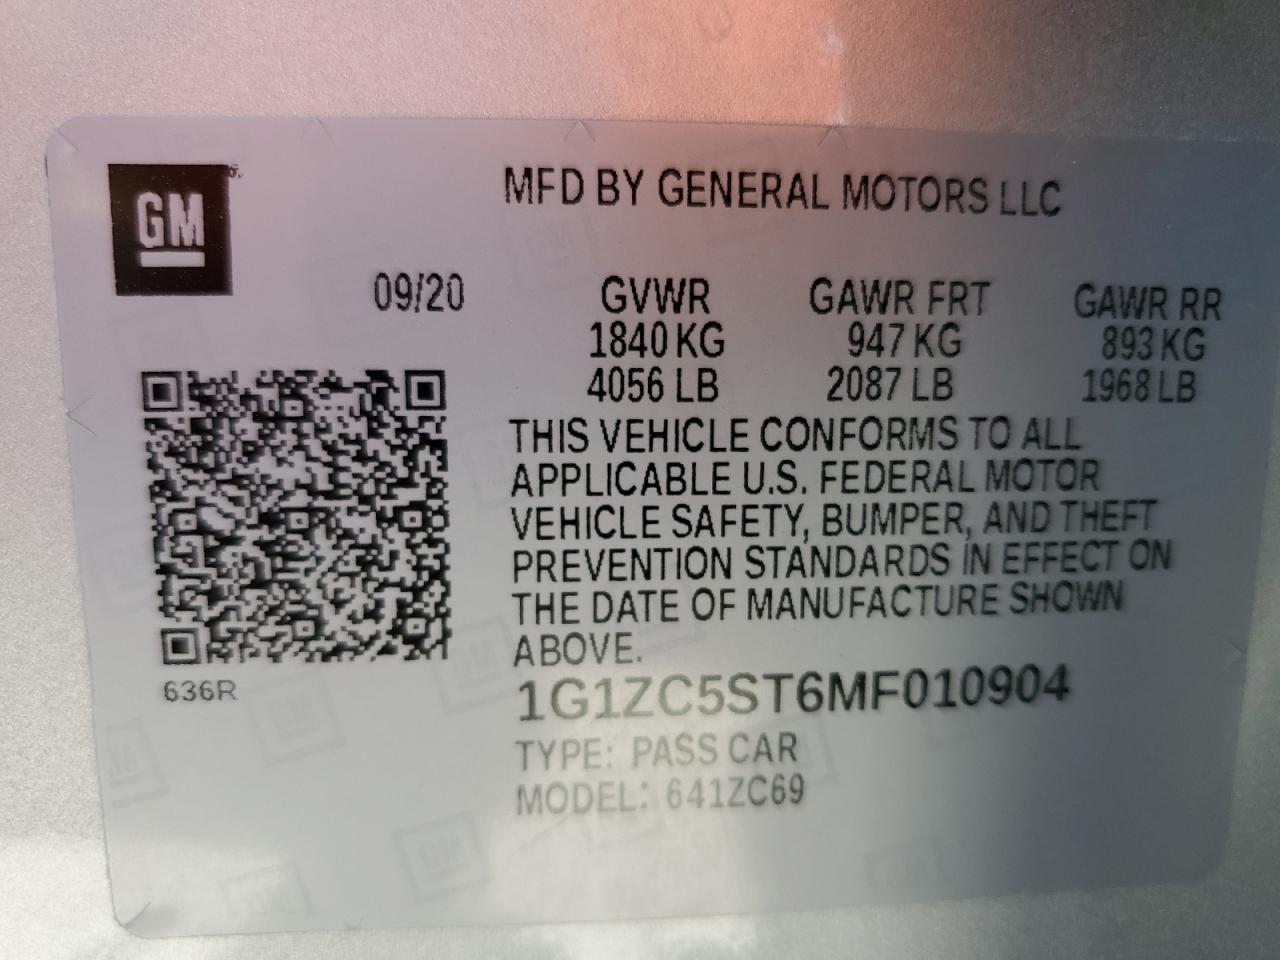 GM
MFD BY GENERAL MOTORS LLC
09/20
GVWR GAWR FRT GAWR RR
1840 KG 947 KG 893 KG
4056 LB 2087 LB 1968 LB
THIS VEHICLE CONFORMS TO ALL
APPLICABLE U.S. FEDERAL MOTOR
VEHICLE SAFETY, BUMPER, AND THEFT
PREVENTION STANDARDS IN EFFECT ON
THE DATE OF MANUFACTURE SHOWN
ABOVE.
636R
1G1ZC5ST6MF010904
TYPE: PASS CAR
MODEL: 641ZC69